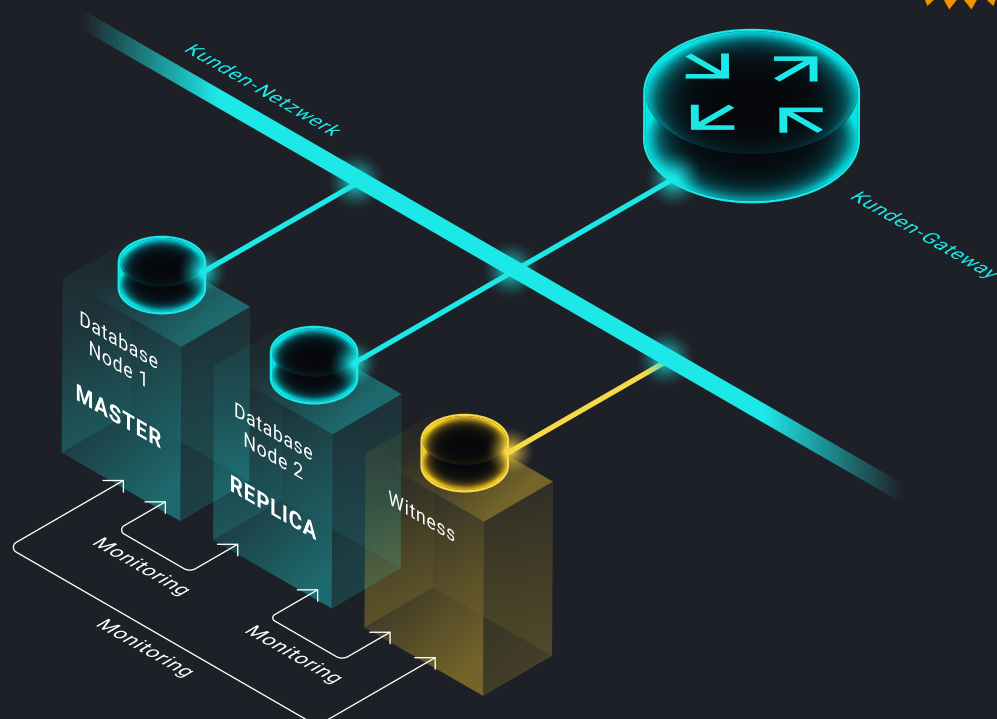 Kunden-Netzwerk
Kunden-Gateway
Database
Node 1
MASTER
Database
Node 2
REPLICA
Witness
Monitoring
Monitoring
Monitoring